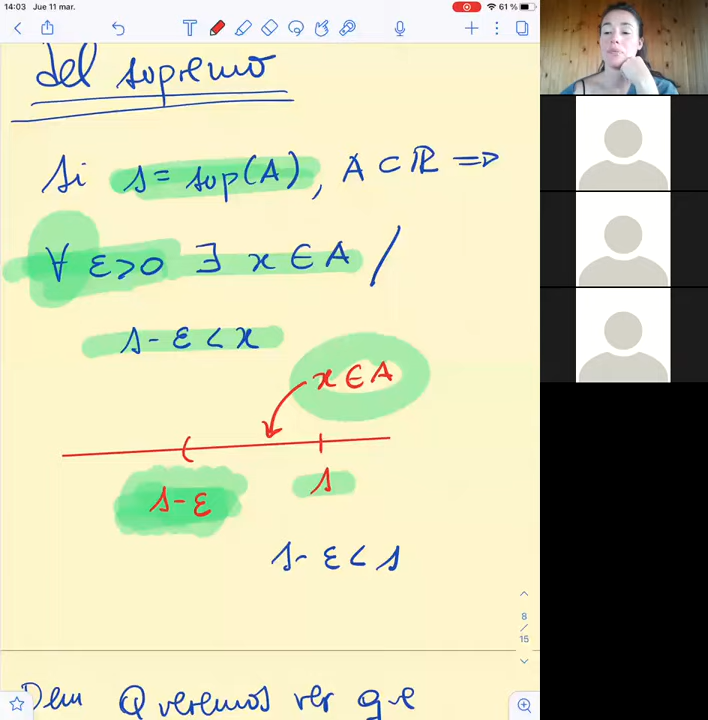 14:03 Jue 11 mar.
61 %
del supremo
Si s = sup(A), A ⊂ ℝ ⇒
∀ ε>0 ∃ x ∈ A /
s - ε < x
x ∈ A
s - ε
s
s - ε < s
8
/
15
Dem Queremos ver que